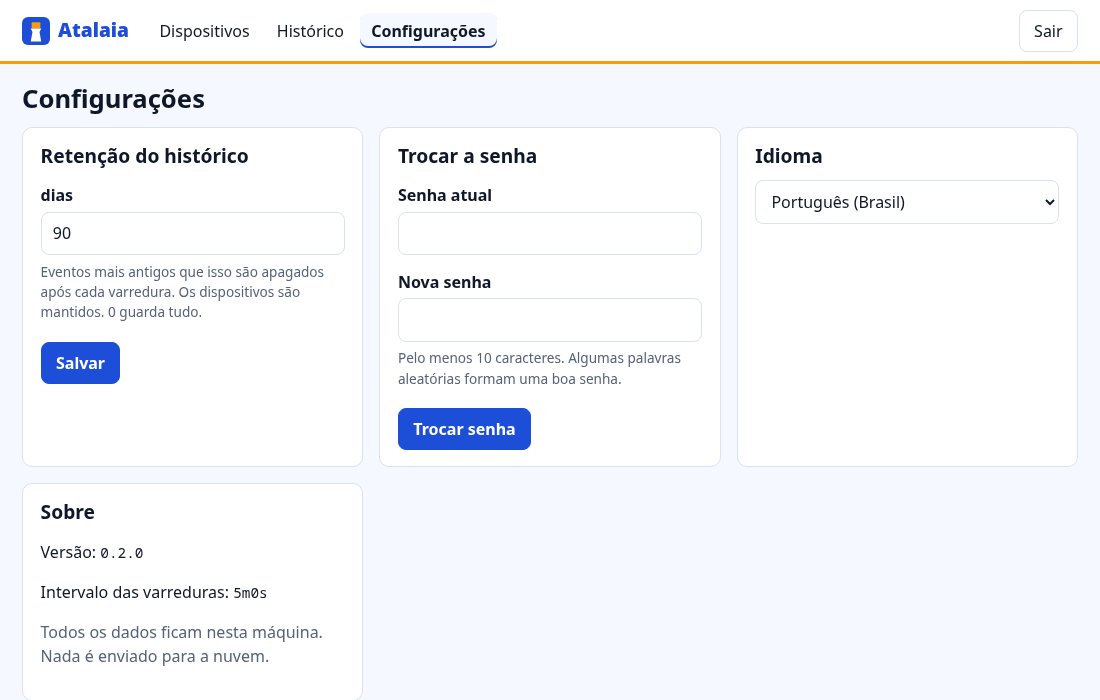 Atalaia
Dispositivos
Histórico
Configurações
Sair
Configurações
Retenção do histórico
dias
90
Eventos mais antigos que isso são apagados
após cada varredura. Os dispositivos são
mantidos. 0 guarda tudo.
Salvar
Trocar a senha
Senha atual
Nova senha
Pelo menos 10 caracteres. Algumas palavras
aleatórias formam uma boa senha.
Trocar senha
Idioma
Português (Brasil)
Sobre
Versão: 0.2.0
Intervalo das varreduras: 5m0s
Todos os dados ficam nesta máquina.
Nada é enviado para a nuvem.